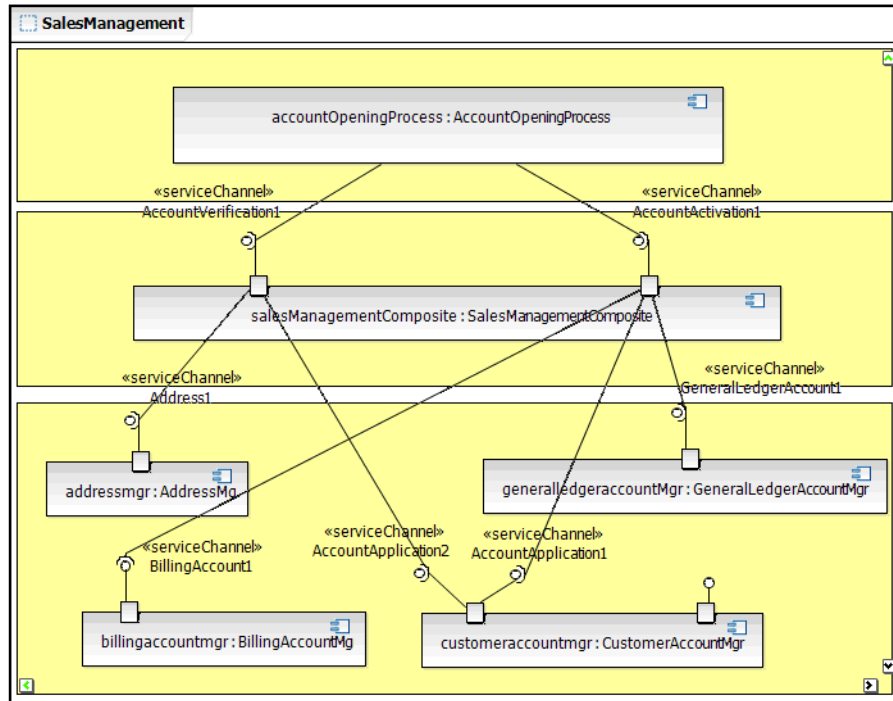 SalesManagement
accountOpeningProcess : AccountOpeningProcess
«serviceChannel»
AccountVerification1
«serviceChannel»
AccountActivation1
salesManagementComposite : SalesManagementComposite
«serviceChannel»
Address1
«serviceChannel»
GeneralLedgerAccount1
addressmgr : AddressMg
generalledgeraccountMgr : GeneralLedgerAccountMgr
«serviceChannel»
BillingAccount1
«serviceChannel»
AccountApplication2
«serviceChannel»
AccountApplication1
billingaccountmgr : BillingAccountMg
customeraccountmgr : CustomerAccountMgr